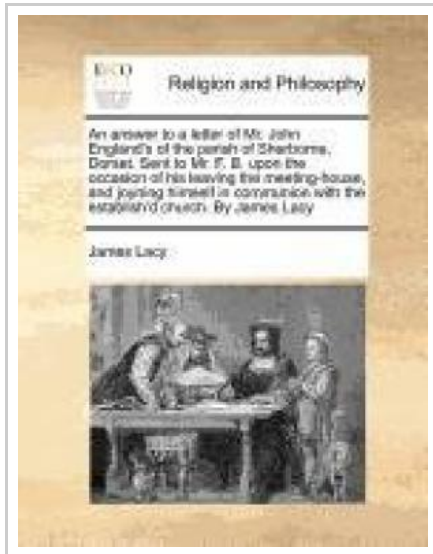 ECCO
Religion and Philosophy
An answer to a letter of Mr. John
England's of the parish of Sherborne,
Dorset. Sent to Mr. F. B. upon the
occasion of his leaving the meeting-house,
and joyning himself in communion with the
establish'd church. By James Lacy
James Lacy